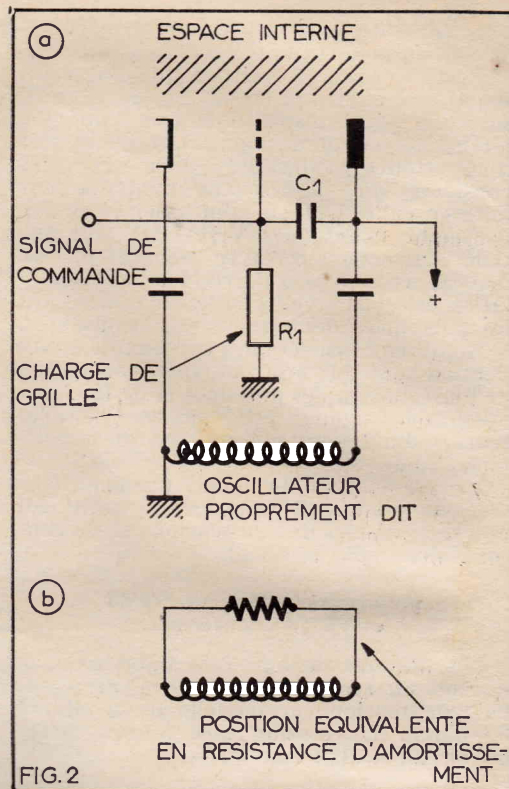 a
ESPACE INTERNE
C1
SIGNAL DE
COMMANDE
+
R1
CHARGE DE
GRILLE
OSCILLATEUR
PROPREMENT DIT
b
POSITION EQUIVALENTE
EN RESISTANCE D'AMORTISSE-
MENT
FIG.2